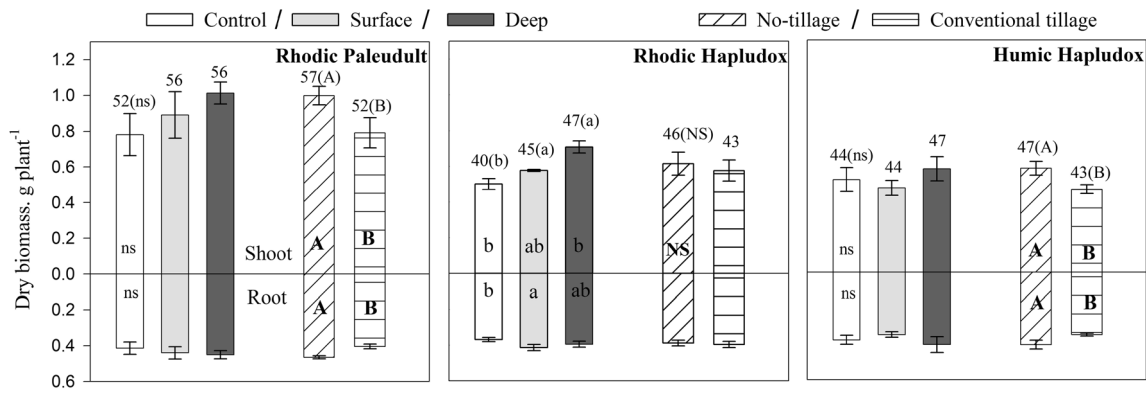 Control / Surface / Deep No-tillage / Conventional tillage
Dry biomass. g plant⁻¹
1.2
1.0
0.8
0.6
0.4
0.2
0.0
0.2
0.4
0.6
Rhodic Paleudult
52(ns) 56 56 57(A) 52(B)
ns Shoot A B
ns Root A B
Rhodic Hapludox
40(b) 45(a) 47(a) 46(NS) 43
b ab b NS
b a ab
Humic Hapludox
44(ns) 44 47 47(A) 43(B)
ns A B
ns A B